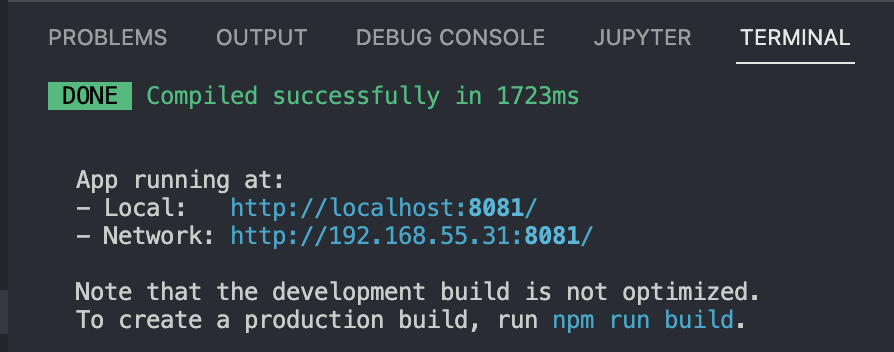 PROBLEMS OUTPUT DEBUG CONSOLE JUPYTER TERMINAL
DONE Compiled successfully in 1723ms
App running at:
- Local: http://localhost:8081/
- Network: http://192.168.55.31:8081/
Note that the development build is not optimized.
To create a production build, run npm run build.